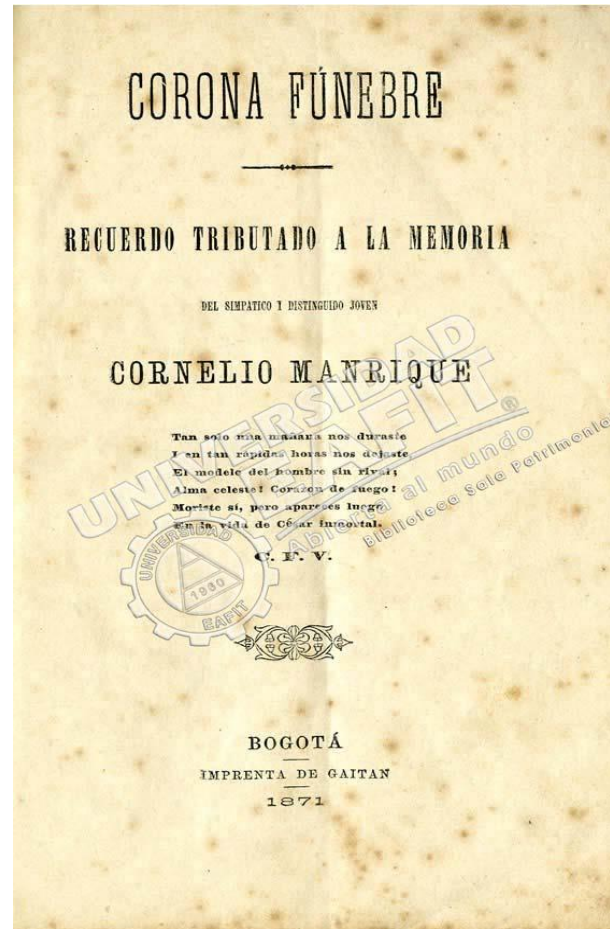 CORONA FÚNEBRE
RECUERDO TRIBUTADO A LA MEMORIA
DEL SIMPATICO I DISTINGUIDO JOVEN
CORNELIO MANRIQUE
Tan solo una mañana nos duraste
I en tan rápidas horas nos dejaste
El modelo del hombre sin rival;
Alma celeste! Corazon de fuego!
Moriste sí, pero apareces luego
En la vida de César inmortal.
C. F. V.
UNIVERSIDAD
EAFIT®
Abierta al mundo
Biblioteca Sala Patrimonio
UNIVERSIDAD
1960
EAFIT
BOGOTÁ
IMPRENTA DE GAITAN
1871